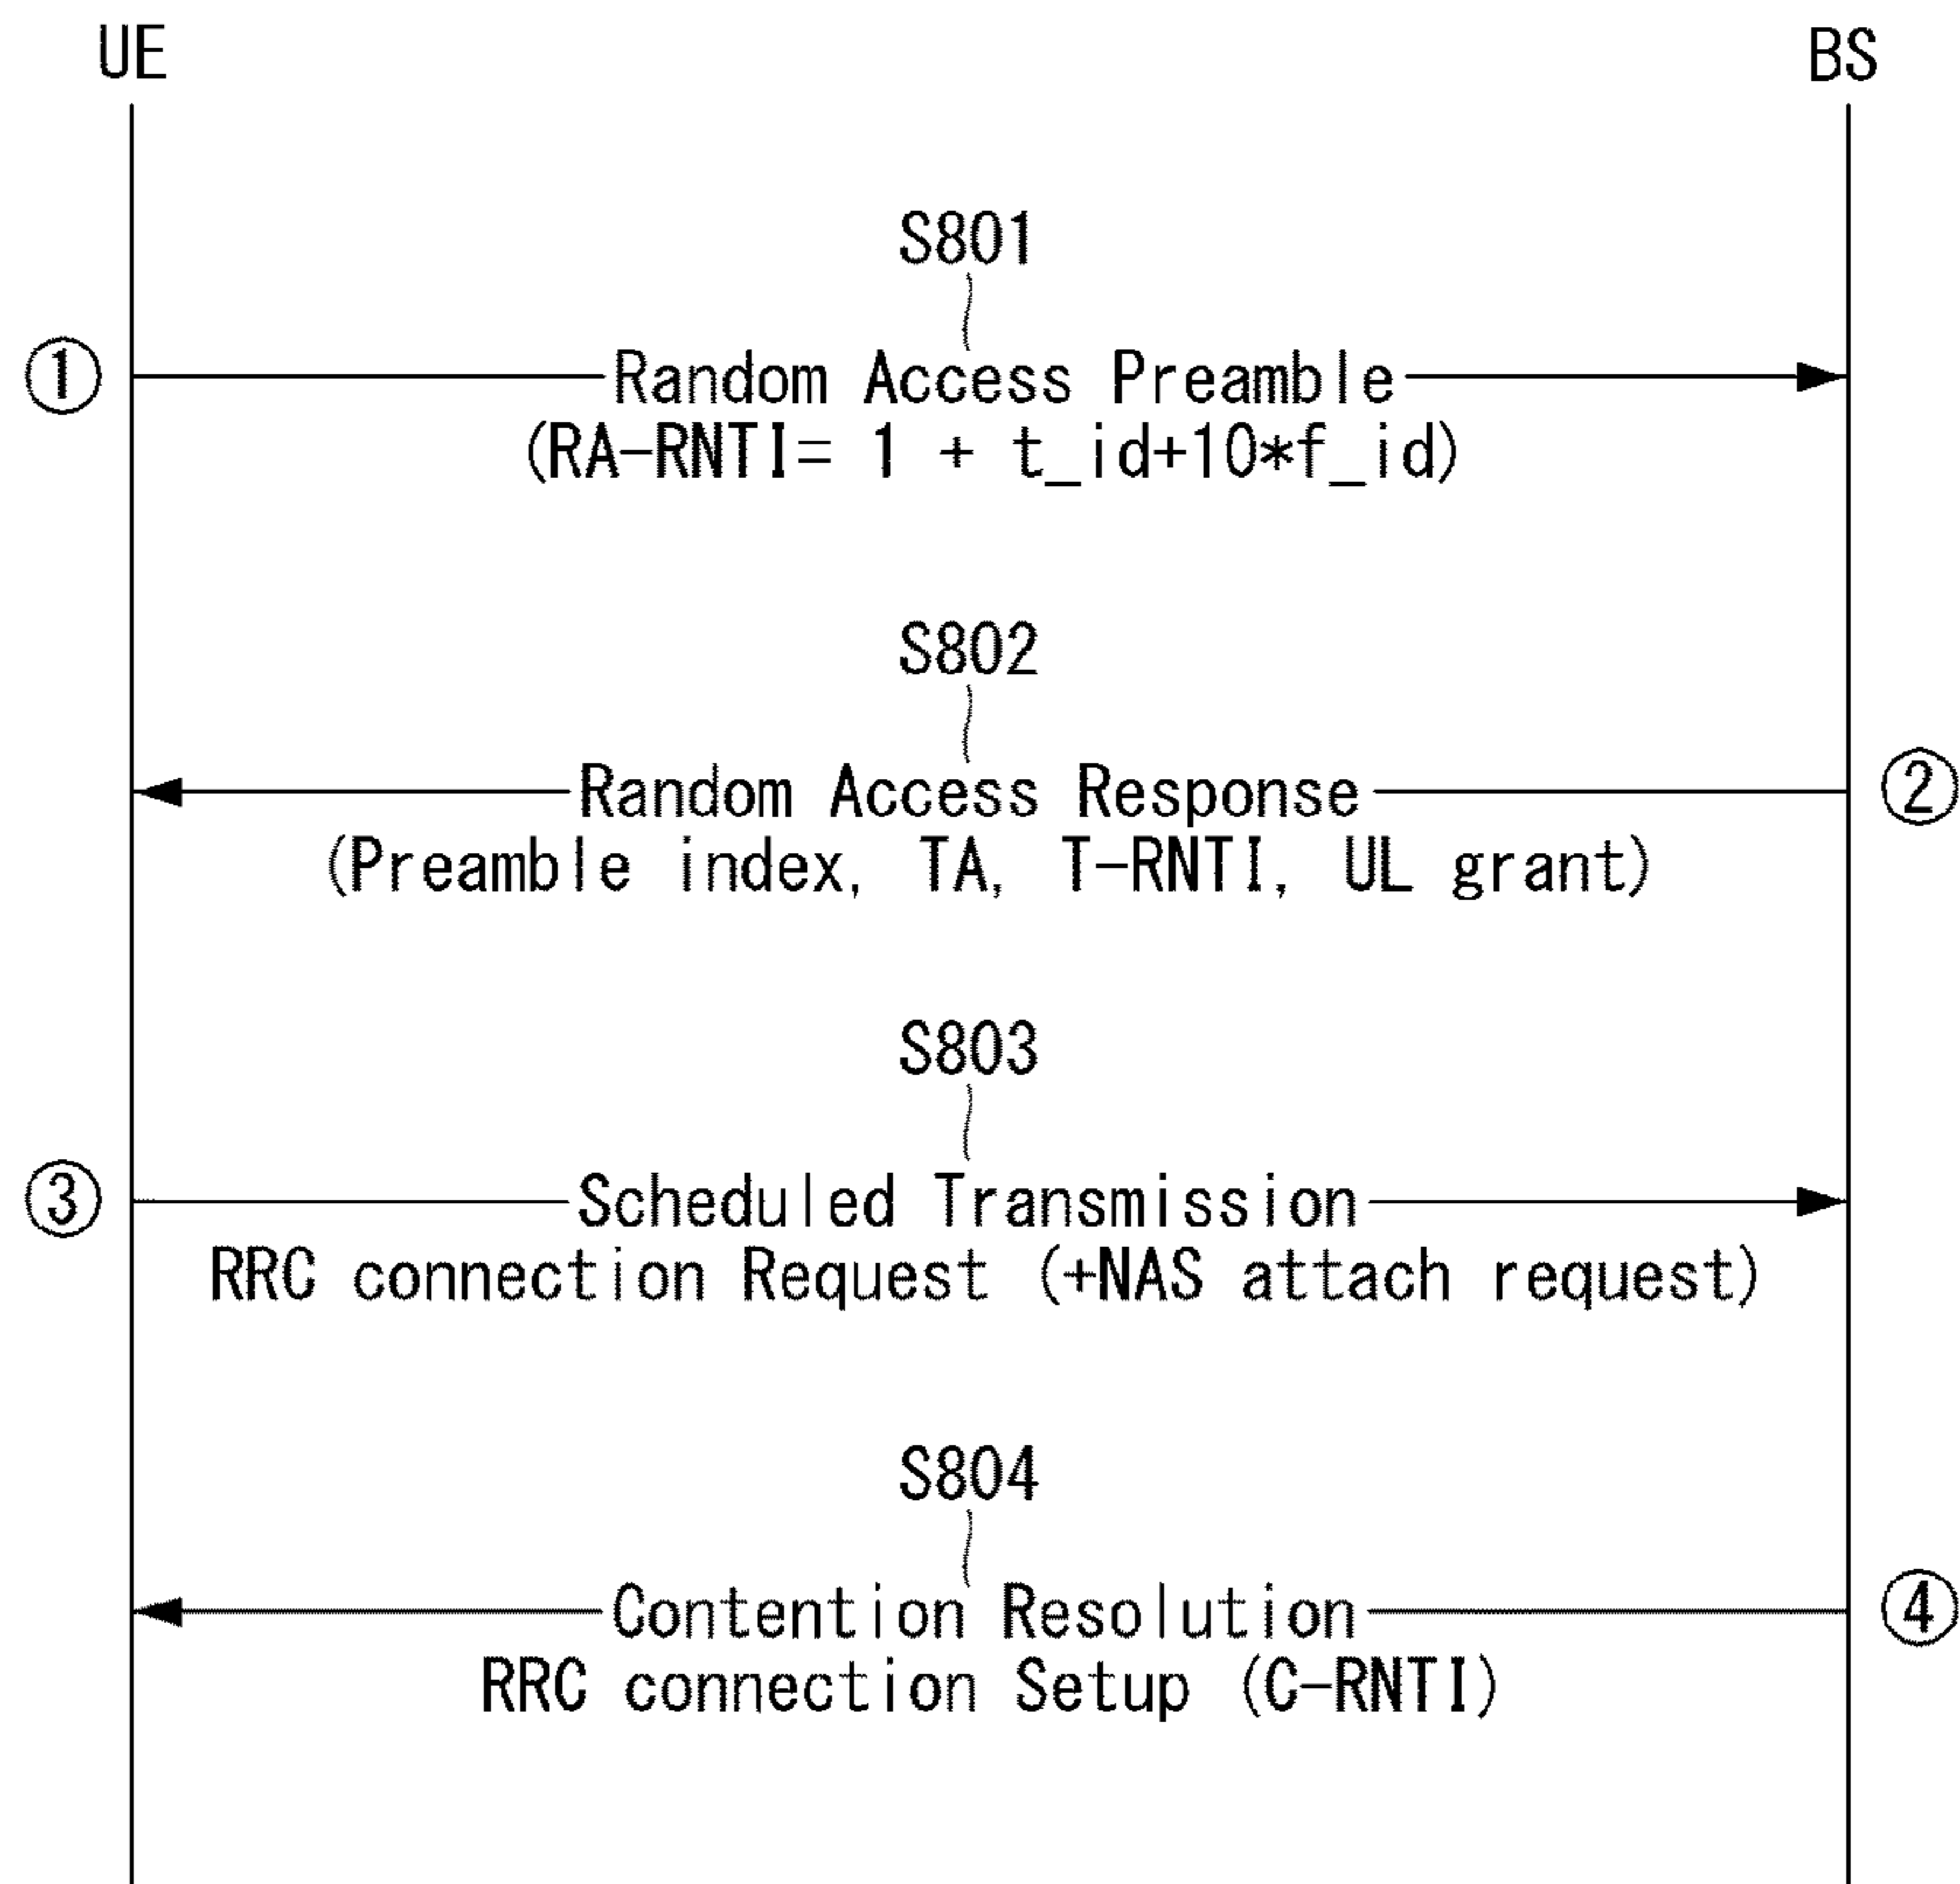 UE BS
S801
① Random Access Preamble
(RA-RNTI= 1 + t_id+10*f_id)
S802
Random Access Response ②
(Preamble index, TA, T-RNTI, UL grant)
S803
③ Scheduled Transmission
RRC connection Request (+NAS attach request)
S804
Contention Resolution ④
RRC connection Setup (C-RNTI)